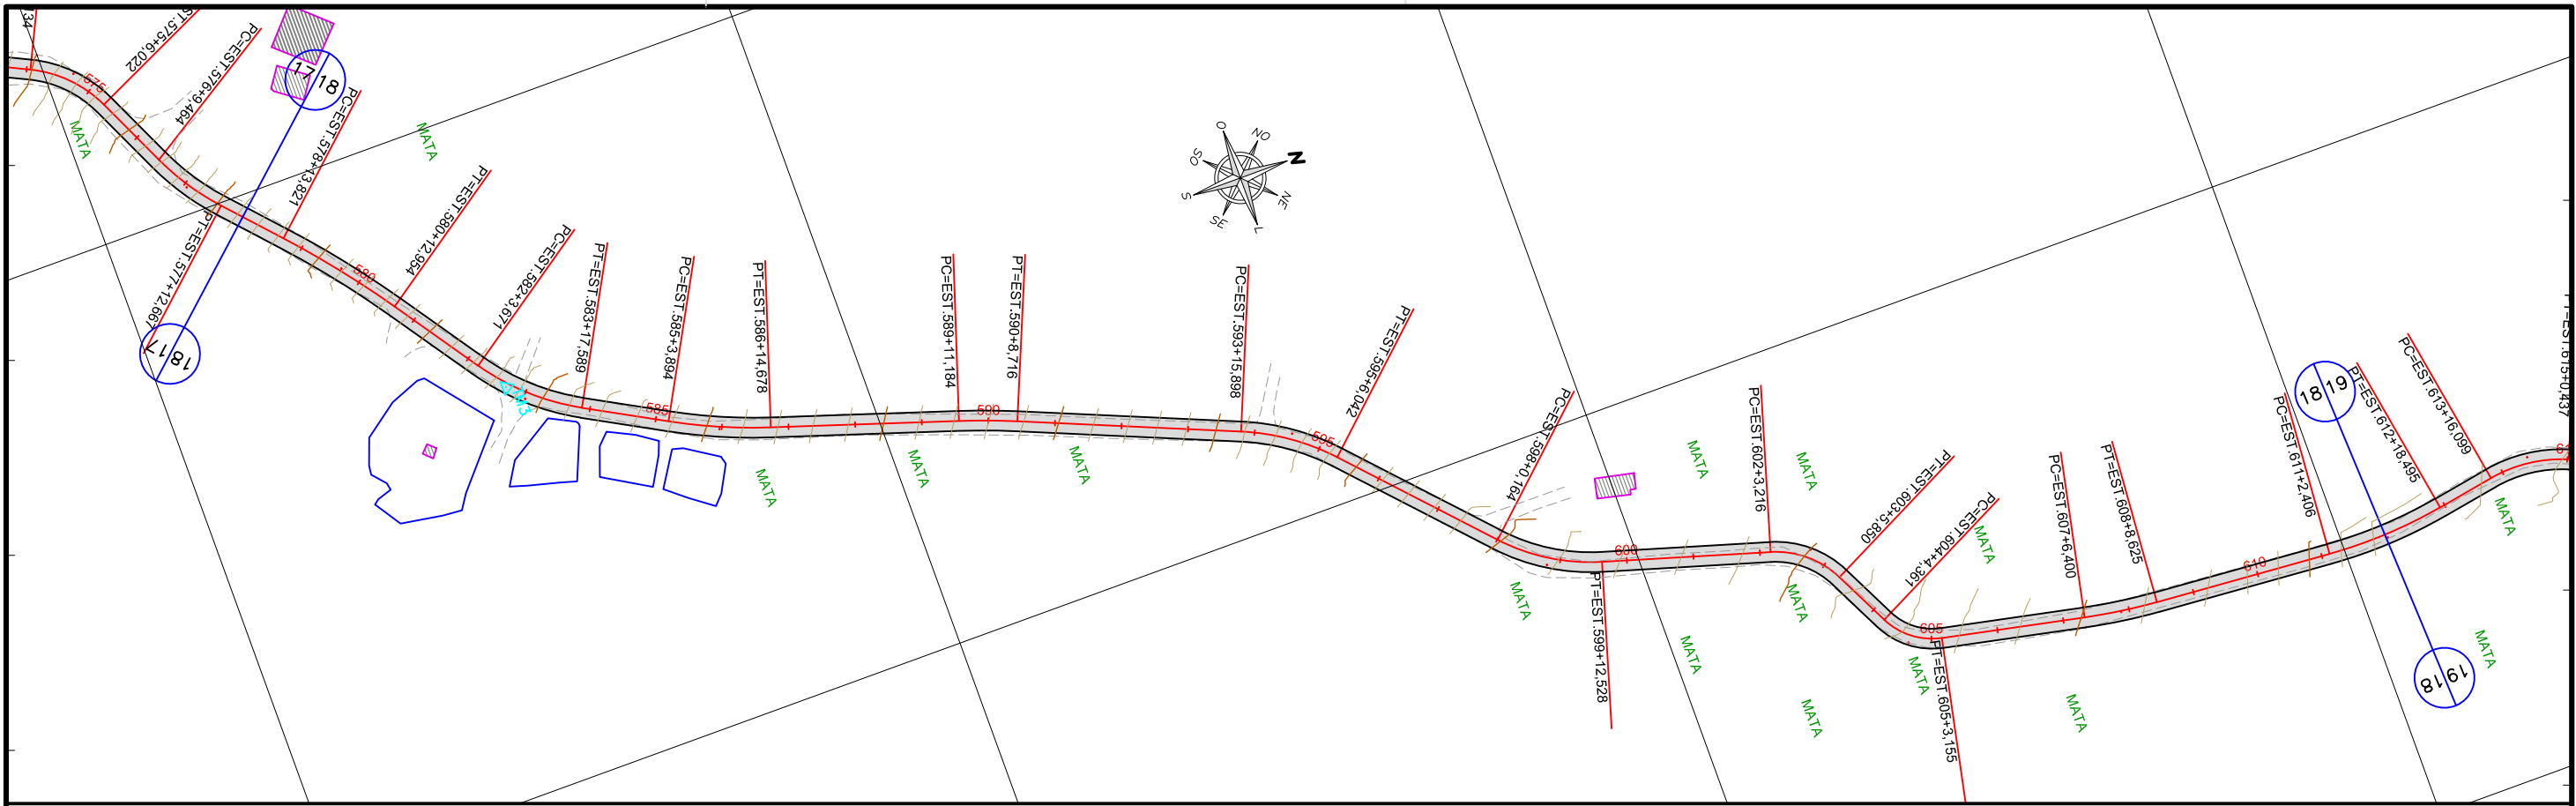 575
PC=EST.576+9,464
17
18
PC=EST.578+13,821
MATA
MATA
PT=EST.577+12,667
18
17
580
PT=EST.580+12,954
PC=EST.582+3,671
PT=EST.583+17,589
585
PC=EST.585+3,894
PT=EST.586+14,678
MATA
PC=EST.589+11,184
590
PT=EST.590+8,716
MATA
MATA
O
NO
N
NE
L
SE
S
SO
PC=EST.593+15,898
595
PT=EST.595+6,042
PC=EST.598+0,164
MATA
PT=EST.599+12,528
600
MATA
MATA
PC=EST.602+3,216
MATA
MATA
MATA
PT=EST.603+5,850
PC=EST.604+4,361
MATA
605
MATA
PT=EST.605+3,155
PC=EST.607+6,400
PT=EST.608+8,625
MATA
610
PC=EST.611+2,406
18
19
PT=EST.612+18,495
PC=EST.613+16,099
MATA
MATA
19
18